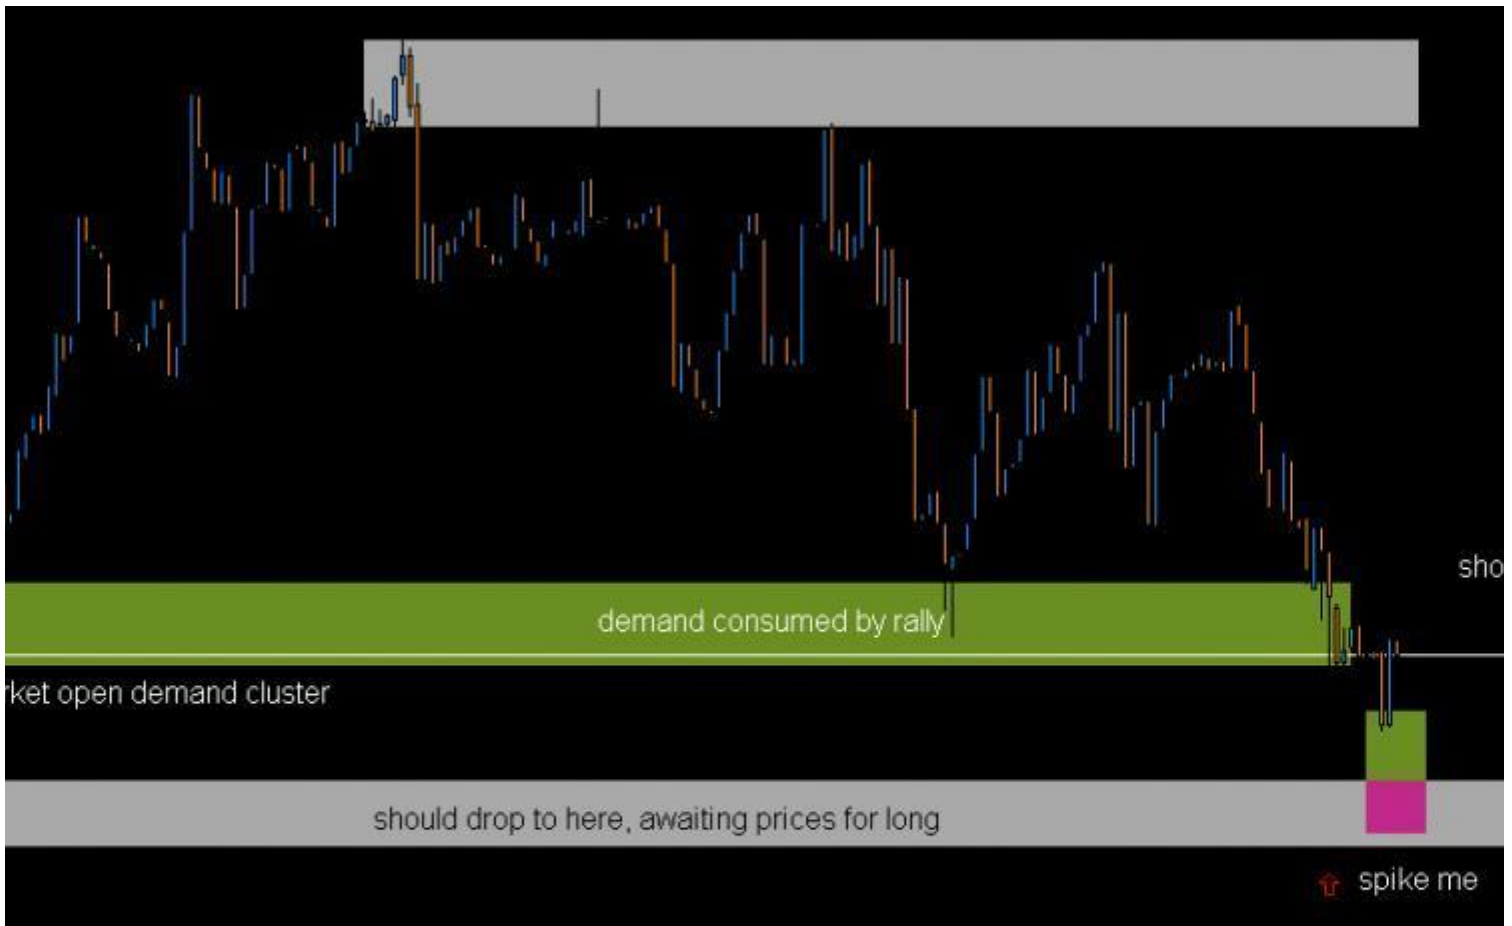 sho
demand consumed by rally
rket open demand cluster
should drop to here, awaiting prices for long
spike me